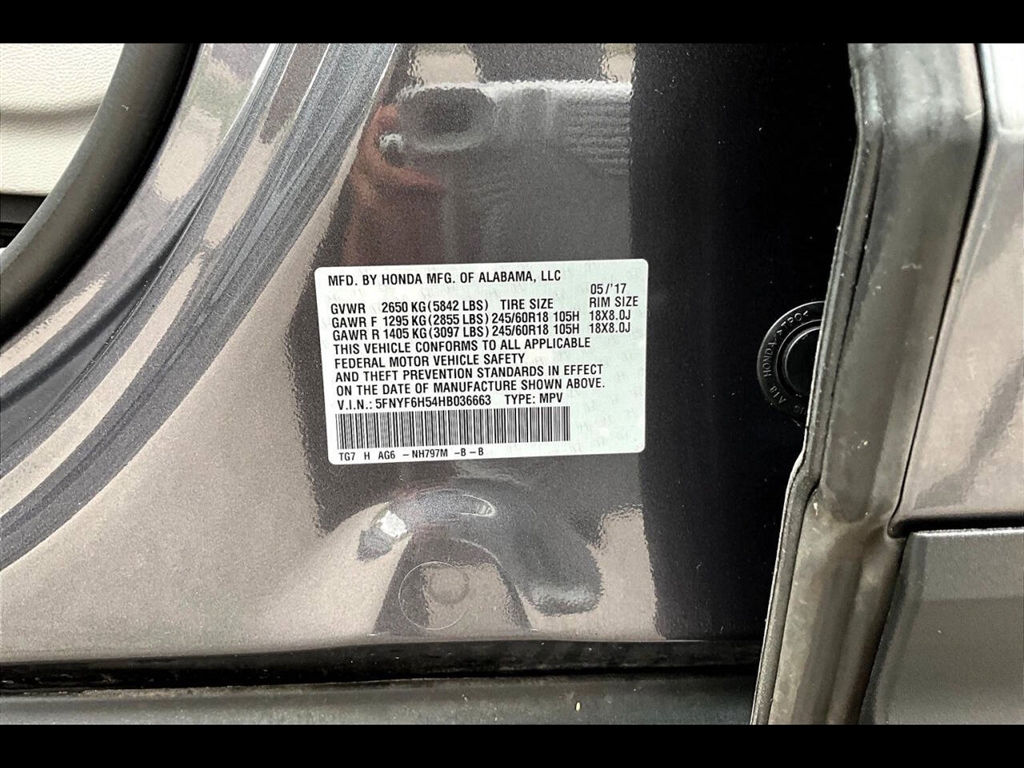 MFD. BY HONDA MFG. OF ALABAMA, LLC
05/'17
GVWR 2650 KG (5842 LBS) TIRE SIZE RIM SIZE
GAWR F 1295 KG (2855 LBS) 245/60R18 105H 18X8.0J
GAWR R 1405 KG (3097 LBS) 245/60R18 105H 18X8.0J
THIS VEHICLE CONFORMS TO ALL APPLICABLE
FEDERAL MOTOR VEHICLE SAFETY
AND THEFT PREVENTION STANDARDS IN EFFECT
ON THE DATE OF MANUFACTURE SHOWN ABOVE.
V.I.N.: 5FNYF6H54HB036663 TYPE: MPV
TG7 H AG6 -NH797M -B-B
HONDA